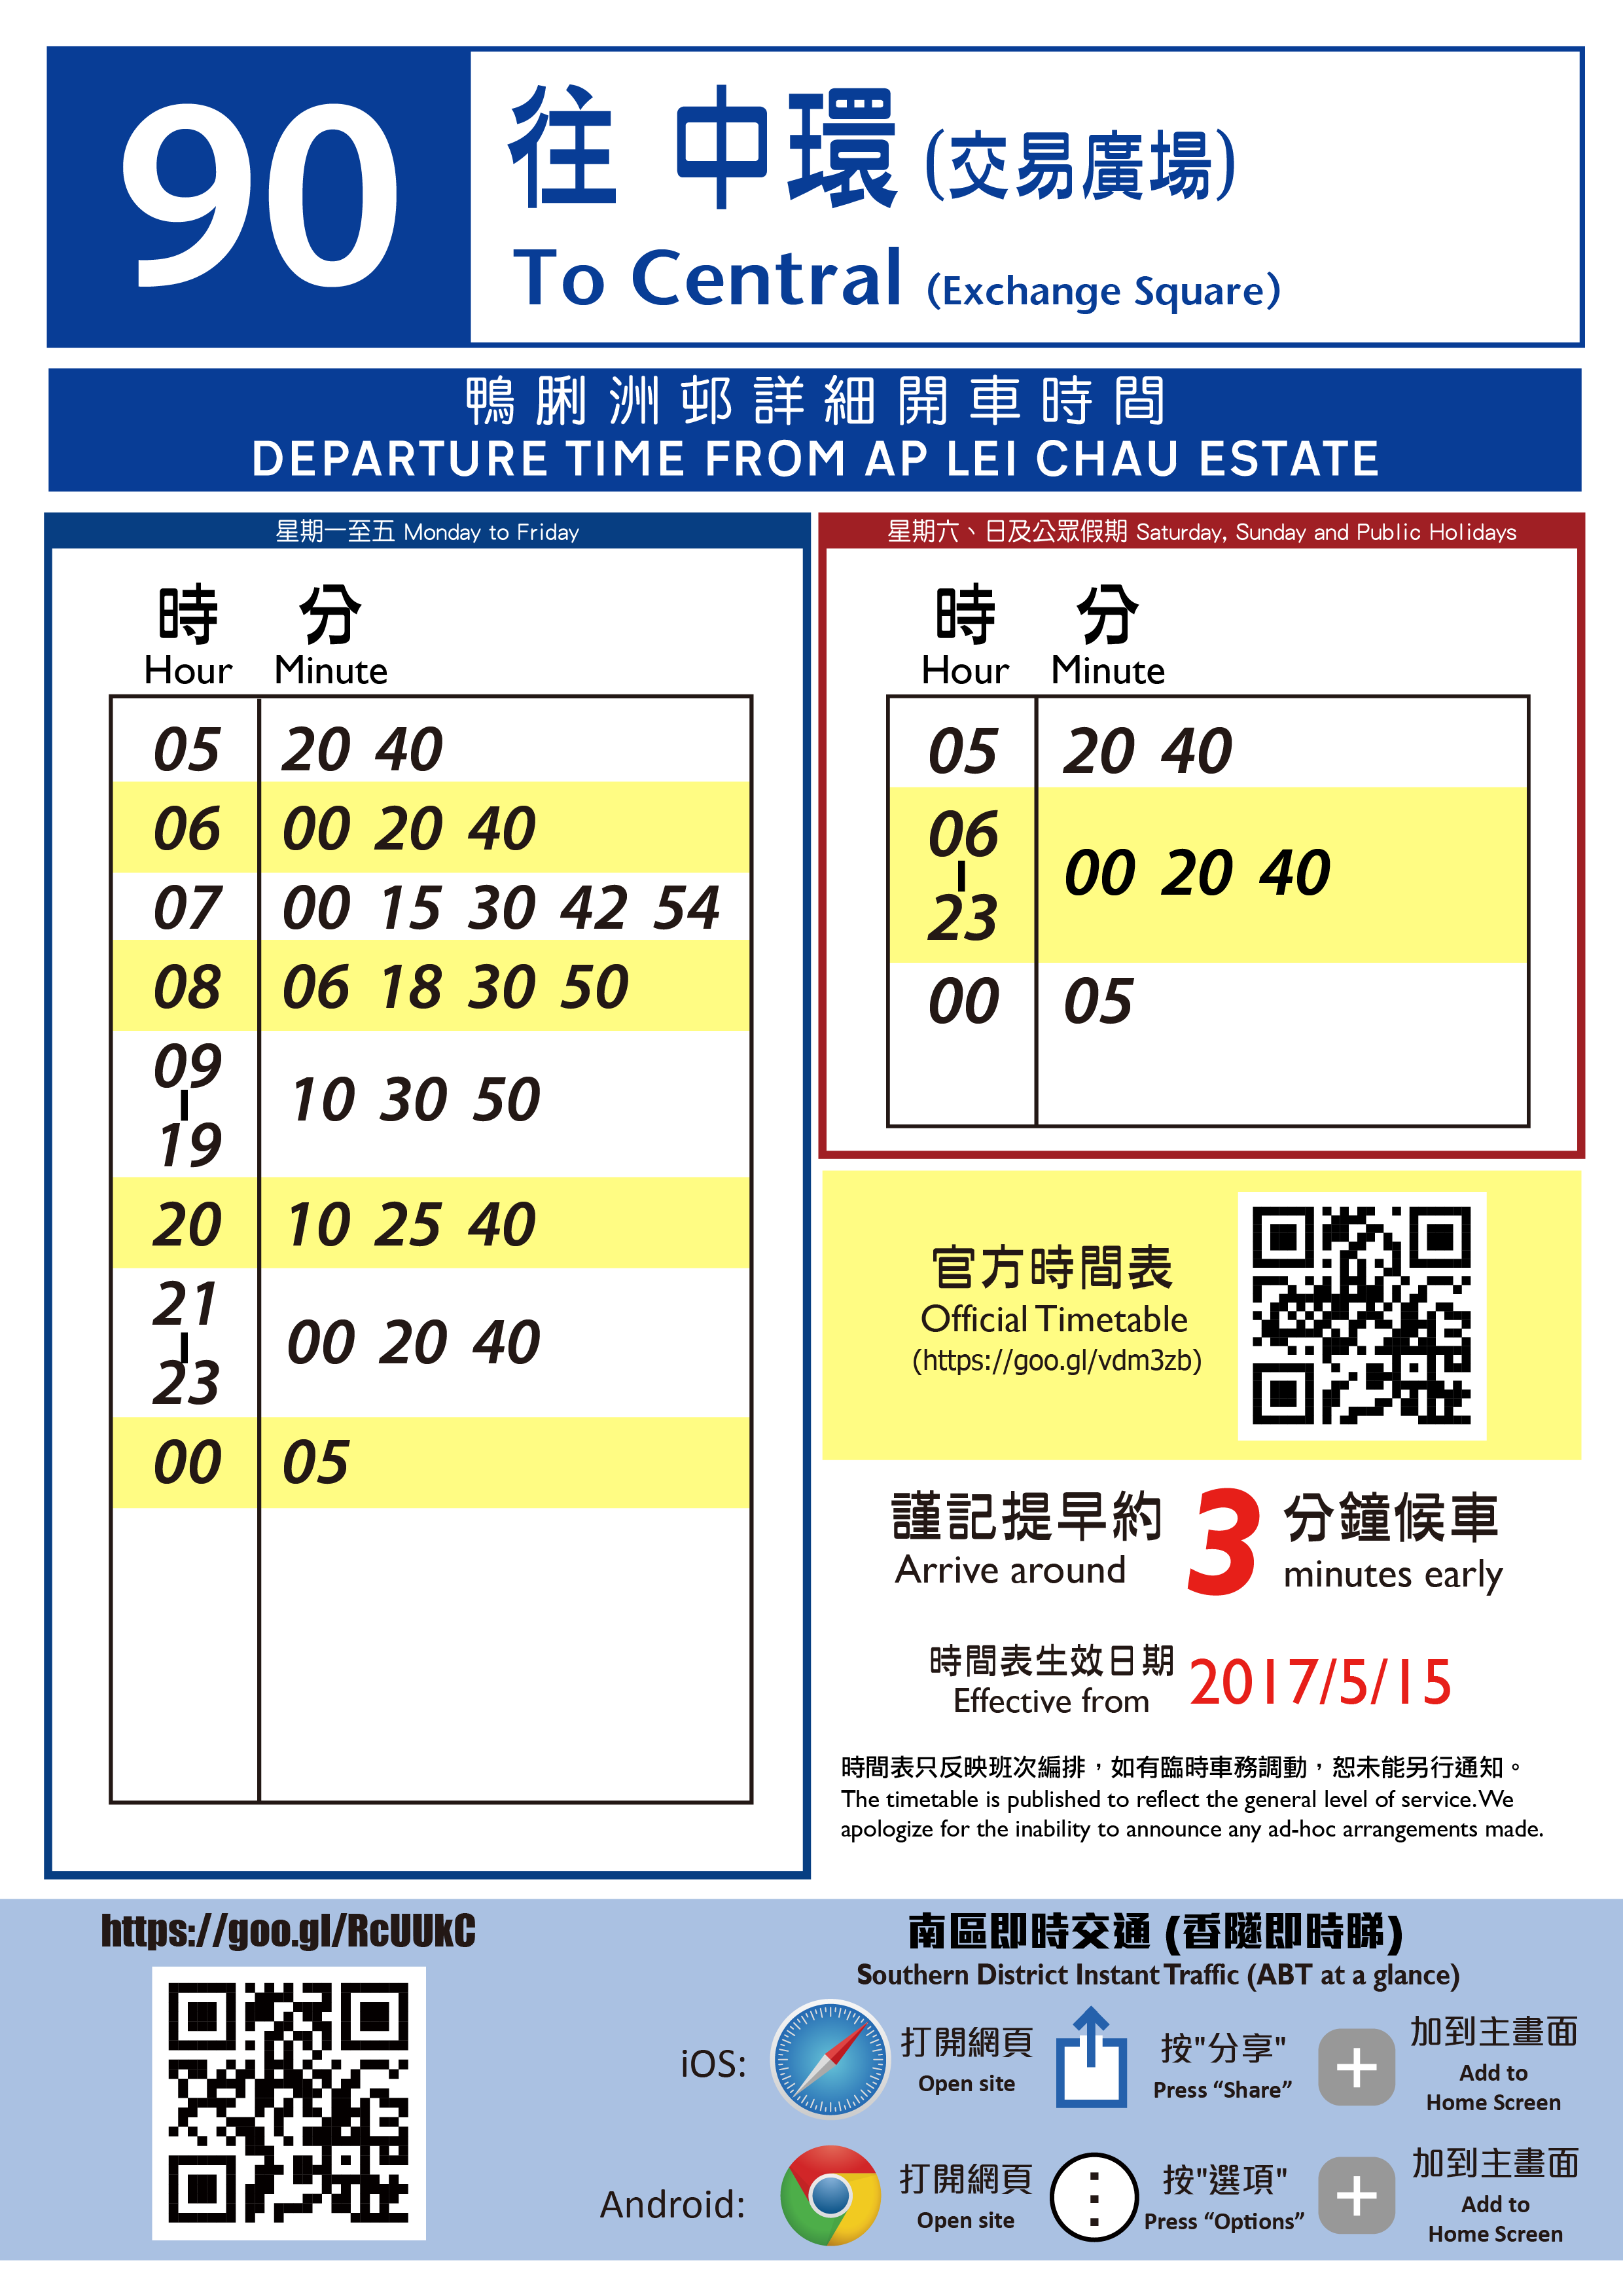 90
往 中環 (交易廣場)
To Central (Exchange Square)
鴨脷洲邨詳細開車時間
DEPARTURE TIME FROM AP LEI CHAU ESTATE
星期一至五 Monday to Friday
時 分
Hour Minute
05 20 40
06 00 20 40
07 00 15 30 42 54
08 06 18 30 50
09
-
19
10 30 50
20 10 25 40
21
-
23
00 20 40
00 05
星期六、日及公眾假期 Saturday, Sunday and Public Holidays
時 分
Hour Minute
05 20 40
06
-
23
00 20 40
00 05
官方時間表
Official Timetable
(https://goo.gl/vdm3zb)
謹記提早約 3 分鐘候車
Arrive around minutes early
時間表生效日期
Effective from
2017/5/15
時間表只反映班次編排，如有臨時車務調動，恕未能另行通知。
The timetable is published to reflect the general level of service. We
apologize for the inability to announce any ad-hoc arrangements made.
https://goo.gl/RcUUkC
南區即時交通 (香隧即時睇)
Southern District Instant Traffic (ABT at a glance)
iOS:
打開網頁
Open site
按"分享"
Press “Share”
加到主畫面
Add to
Home Screen
Android:
打開網頁
Open site
按"選項"
Press “Options”
加到主畫面
Add to
Home Screen